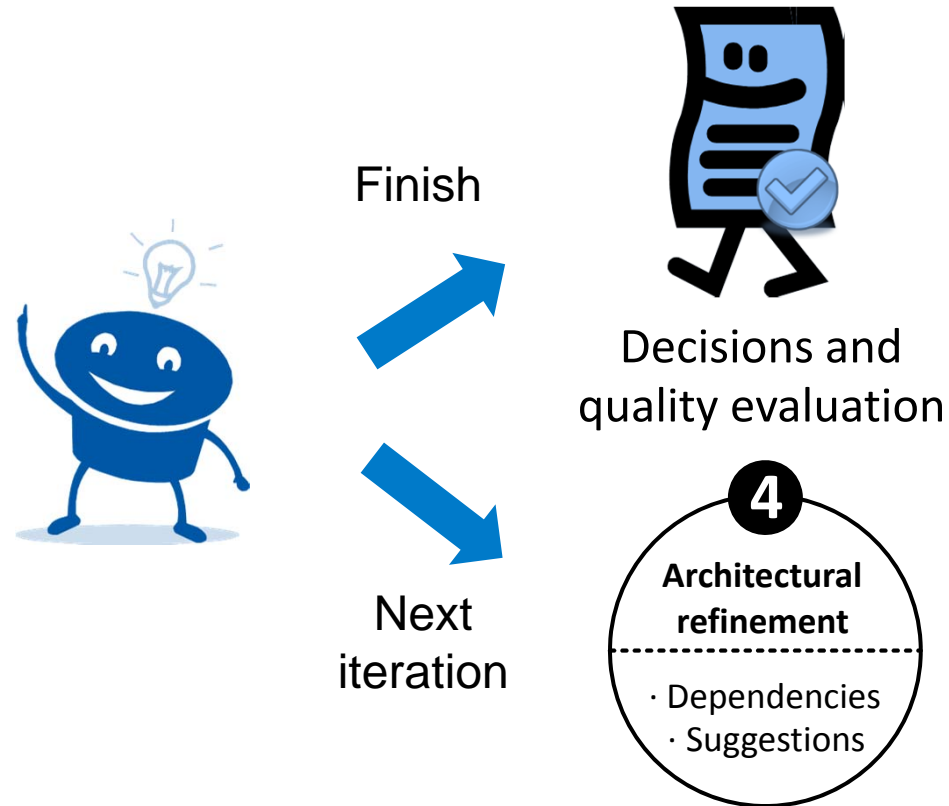 Finish
Decisions and
quality evaluation
Next
iteration
4
Architectural
refinement
· Dependencies
· Suggestions